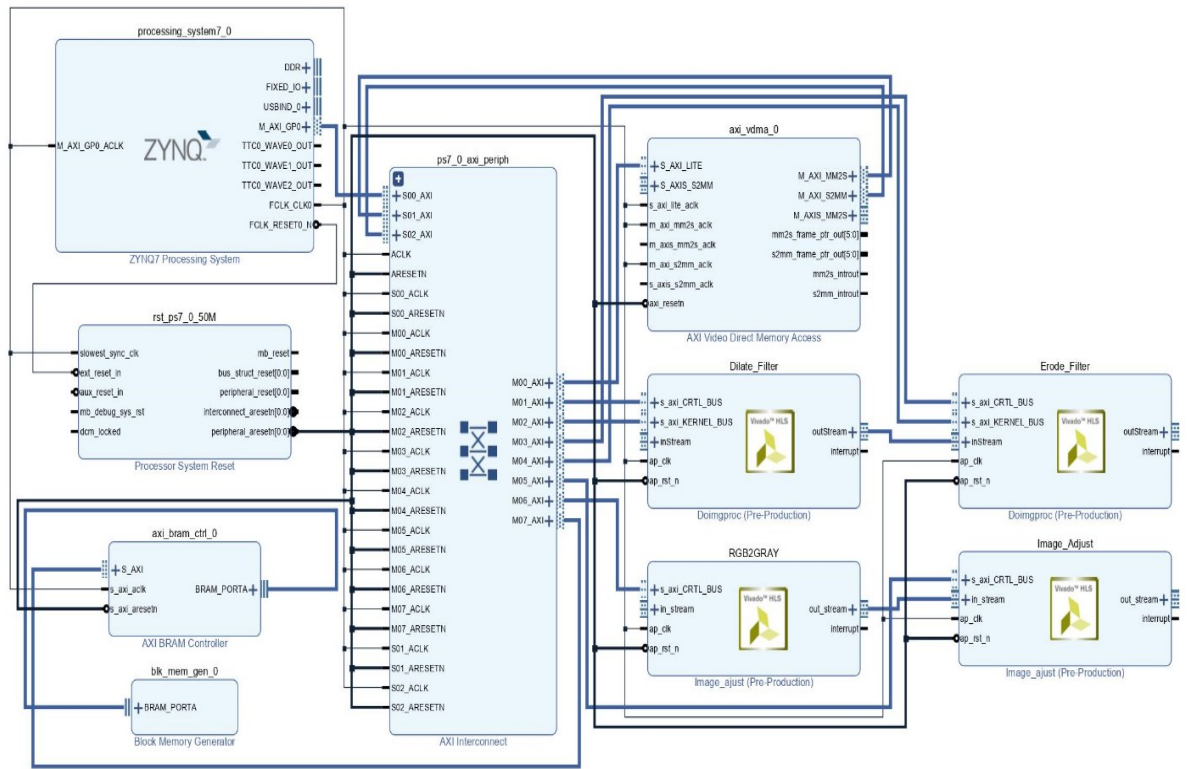 processing_system7_0
DDR
FIXED_IO
USBIND_0
M_AXI_GP0
M_AXI_GP0_ACLK
ZYNQ
TTC0_WAVE0_OUT
TTC0_WAVE1_OUT
TTC0_WAVE2_OUT
FCLK_CLK0
FCLK_RESET0_N
ZYNQ7 Processing System
rst_ps7_0_50M
slowest_sync_clk
ext_reset_in
aux_reset_in
mb_debug_sys_rst
dcm_locked
mb_reset
bus_struct_reset[0:0]
peripheral_reset[0:0]
interconnect_aresetn[0:0]
peripheral_aresetn[0:0]
Processor System Reset
axi_bram_ctrl_0
S_AXI
s_axi_aclk
s_axi_aresetn
BRAM_PORTA
AXI BRAM Controller
blk_mem_gen_0
BRAM_PORTA
Block Memory Generator
ps7_0_axi_periph
S00_AXI
S01_AXI
S02_AXI
ACLK
ARESETN
S00_ACLK
S00_ARESETN
M00_ACLK
M00_ARESETN
M01_ACLK
M01_ARESETN
M02_ACLK
M02_ARESETN
M03_ACLK
M03_ARESETN
M04_ACLK
M04_ARESETN
M05_ACLK
M05_ARESETN
M06_ACLK
M06_ARESETN
M07_ACLK
M07_ARESETN
S01_ACLK
S01_ARESETN
S02_ACLK
S02_ARESETN
M00_AXI
M01_AXI
M02_AXI
M03_AXI
M04_AXI
M05_AXI
M06_AXI
M07_AXI
AXI Interconnect
axi_vdma_0
S_AXI_LITE
S_AXIS_S2MM
s_axi_lite_aclk
m_axi_mm2s_aclk
m_axis_mm2s_aclk
m_axi_s2mm_aclk
s_axis_s2mm_aclk
axi_resetn
M_AXI_MM2S
M_AXI_S2MM
M_AXIS_MM2S
mm2s_frame_ptr_out[5:0]
s2mm_frame_ptr_out[5:0]
mm2s_introut
s2mm_introut
AXI Video Direct Memory Access
Dilate_Filter
s_axi_CRTL_BUS
s_axi_KERNEL_BUS
inStream
ap_clk
ap_rst_n
Vivado™ HLS
outStream
interrupt
Doimgproc (Pre-Production)
Erode_Filter
s_axi_CRTL_BUS
s_axi_KERNEL_BUS
inStream
ap_clk
ap_rst_n
Vivado™ HLS
outStream
interrupt
Doimgproc (Pre-Production)
RGB2GRAY
s_axi_CRTL_BUS
in_stream
ap_clk
ap_rst_n
Vivado™ HLS
out_stream
interrupt
Image_ajust (Pre-Production)
Image_Adjust
s_axi_CRTL_BUS
in_stream
ap_clk
ap_rst_n
Vivado™ HLS
out_stream
interrupt
Image_ajust (Pre-Production)